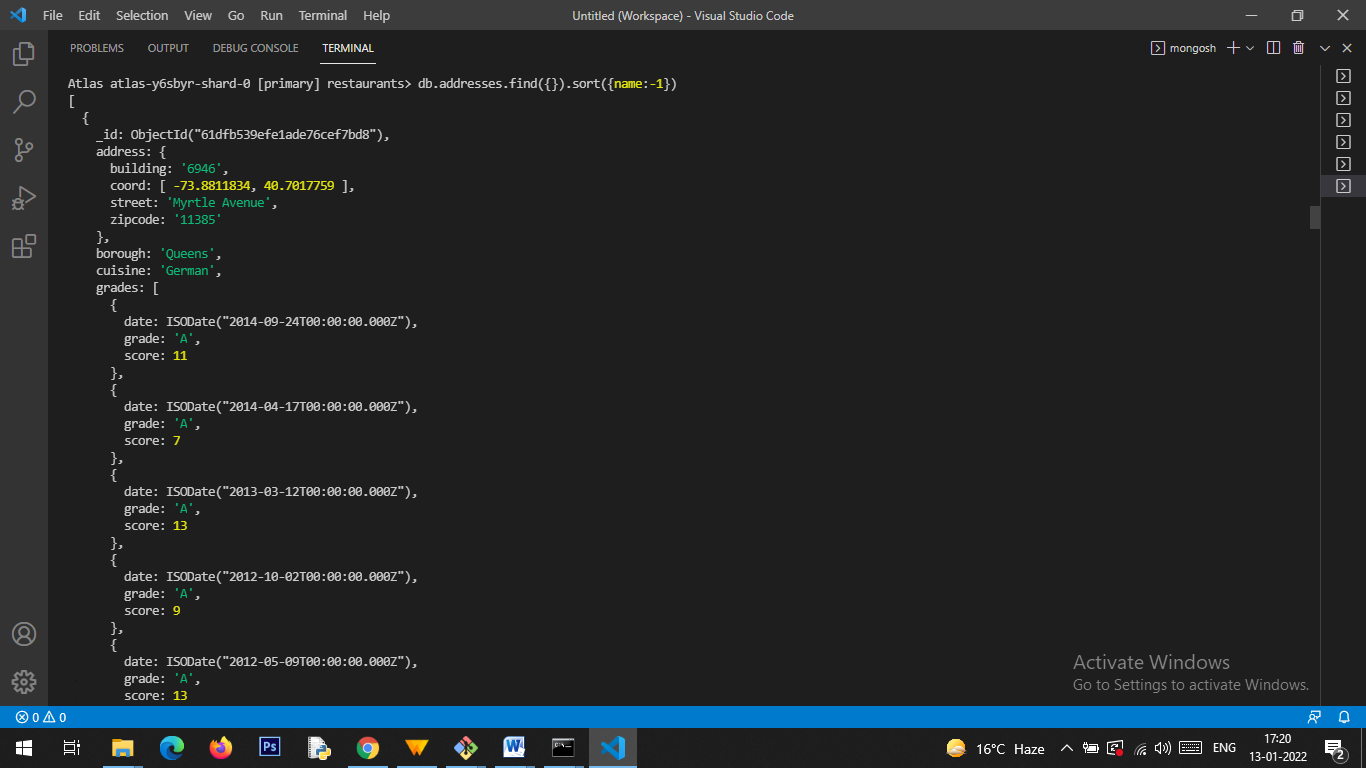 File Edit Selection View Go Run Terminal Help Untitled (Workspace) - Visual Studio Code
PROBLEMS OUTPUT DEBUG CONSOLE TERMINAL mongosh
Atlas atlas-y6sbyr-shard-0 [primary] restaurants> db.addresses.find({}).sort({name:-1})
[
  {
    _id: ObjectId("61dfb539efe1ade76cef7bd8"),
    address: {
      building: '6946',
      coord: [ -73.8811834, 40.7017759 ],
      street: 'Myrtle Avenue',
      zipcode: '11385'
    },
    borough: 'Queens',
    cuisine: 'German',
    grades: [
      {
        date: ISODate("2014-09-24T00:00:00.000Z"),
        grade: 'A',
        score: 11
      },
      {
        date: ISODate("2014-04-17T00:00:00.000Z"),
        grade: 'A',
        score: 7
      },
      {
        date: ISODate("2013-03-12T00:00:00.000Z"),
        grade: 'A',
        score: 13
      },
      {
        date: ISODate("2012-10-02T00:00:00.000Z"),
        grade: 'A',
        score: 9
      },
      {
        date: ISODate("2012-05-09T00:00:00.000Z"),
        grade: 'A',
        score: 13
Activate Windows
Go to Settings to activate Windows.
0 0
Ps
W
16°C Haze ENG 17:20
13-01-2022 2